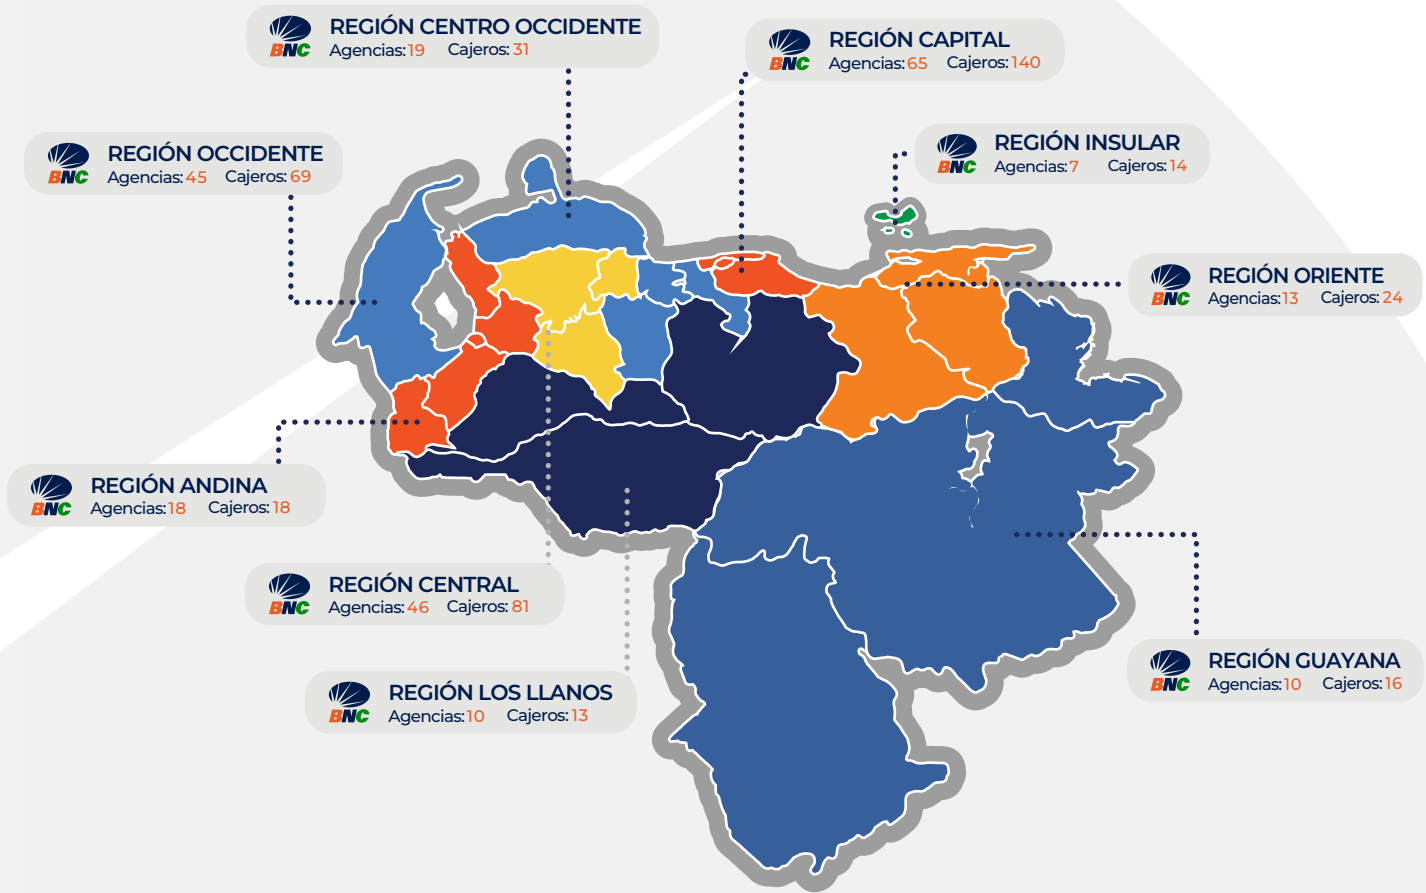 REGIÓN CENTRO OCCIDENTE
BNC
Agencias: 19 Cajeros: 31
REGIÓN CAPITAL
BNC
Agencias: 65 Cajeros: 140
REGIÓN OCCIDENTE
BNC
Agencias: 45 Cajeros: 69
REGIÓN INSULAR
BNC
Agencias: 7 Cajeros: 14
REGIÓN ORIENTE
BNC
Agencias: 13 Cajeros: 24
REGIÓN ANDINA
BNC
Agencias: 18 Cajeros: 18
REGIÓN CENTRAL
BNC
Agencias: 46 Cajeros: 81
REGIÓN GUAYANA
BNC
Agencias: 10 Cajeros: 16
REGIÓN LOS LLANOS
BNC
Agencias: 10 Cajeros: 13